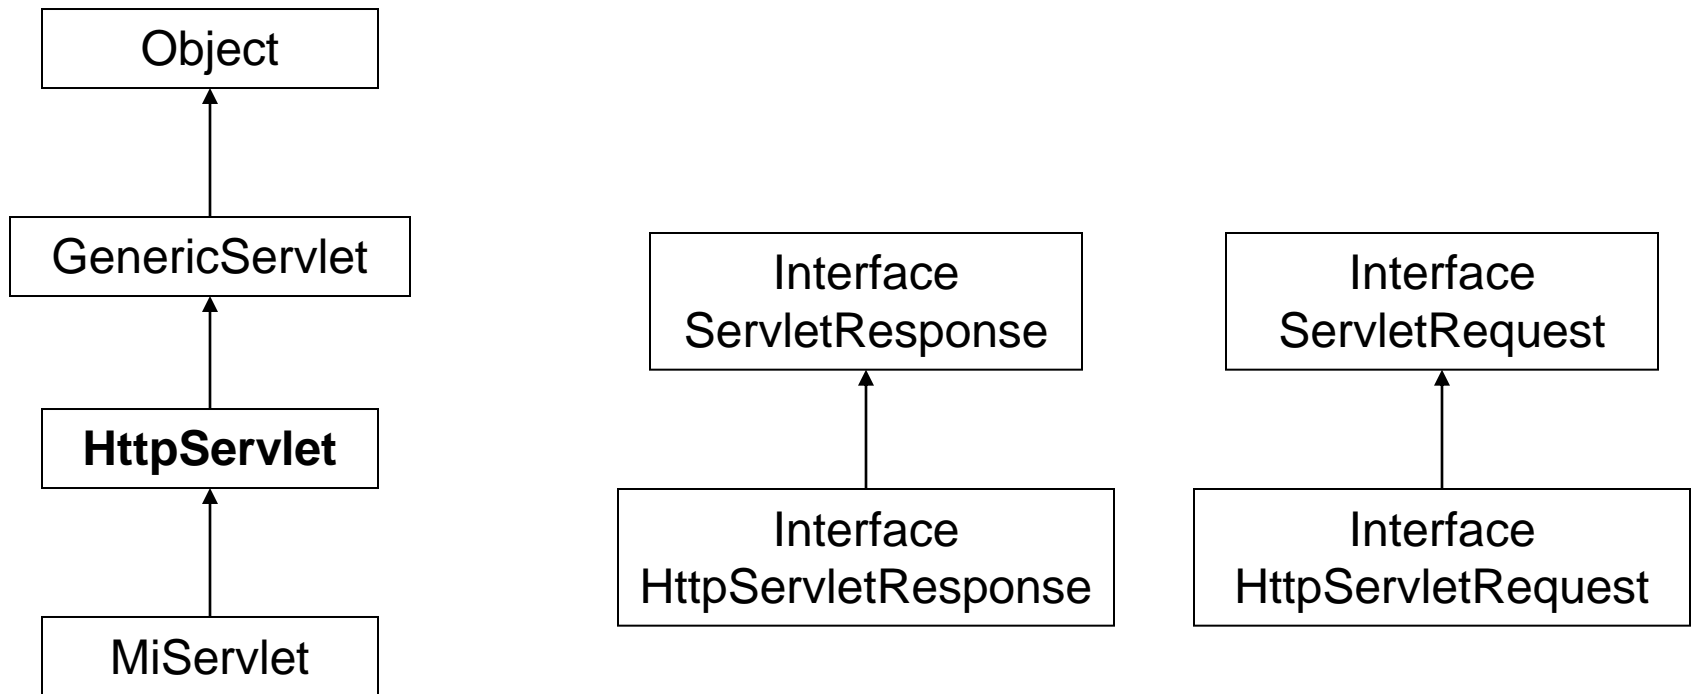 Object
GenericServlet
HttpServlet
MiServlet
Interface
ServletResponse
Interface
HttpServletResponse
Interface
ServletRequest
Interface
HttpServletRequest